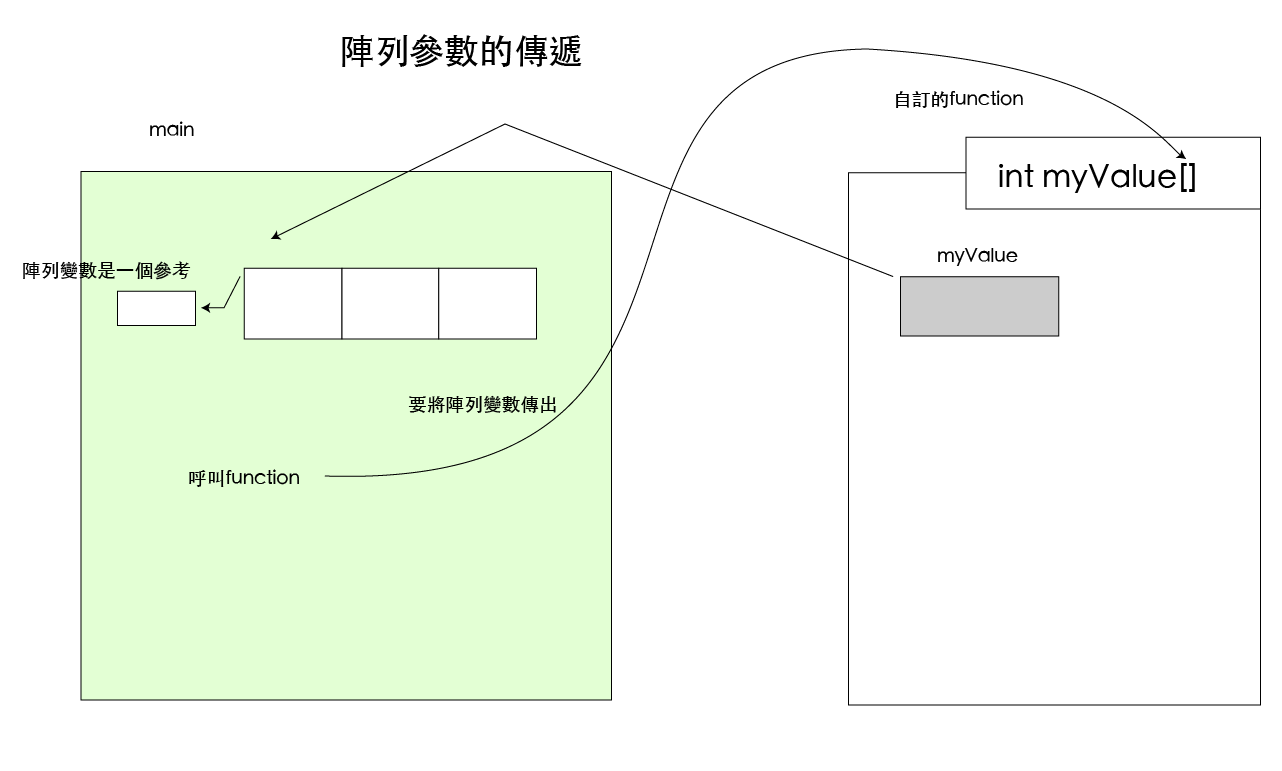 陣列參數的傳遞
自訂的function
main
int myValue[]
陣列變數是一個參考
myValue
要將陣列變數傳出
呼叫function